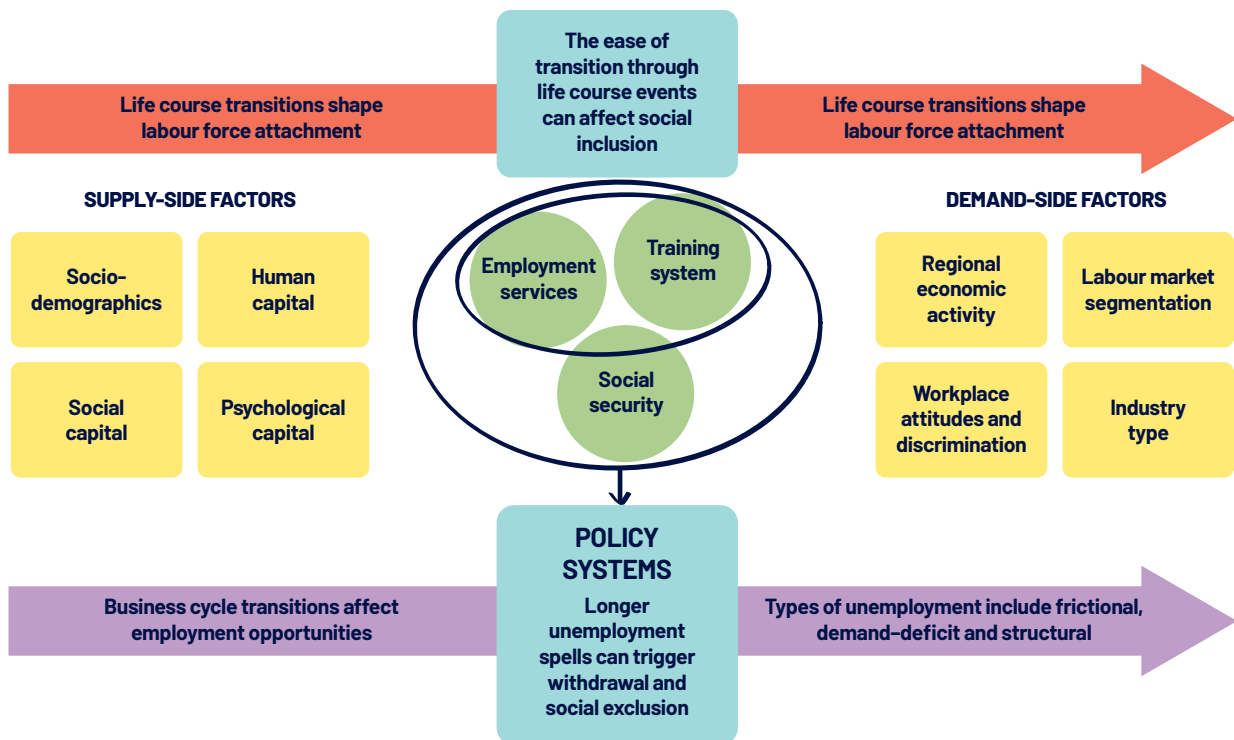 The ease of
transition through
life course events
can affect social
inclusion
Life course transitions shape
labour force attachment
Life course transitions shape
labour force attachment
SUPPLY-SIDE FACTORS
Socio-
demographics
Human
capital
Social
capital
Psychological
capital
Employment
services
Training
system
Social
security
DEMAND-SIDE FACTORS
Regional
economic
activity
Labour market
segmentation
Workplace
attitudes and
discrimination
Industry
type
POLICY
SYSTEMS
Longer
unemployment
spells can trigger
withdrawal and
social exclusion
Business cycle transitions affect
employment opportunities
Types of unemployment include frictional,
demand-deficit and structural